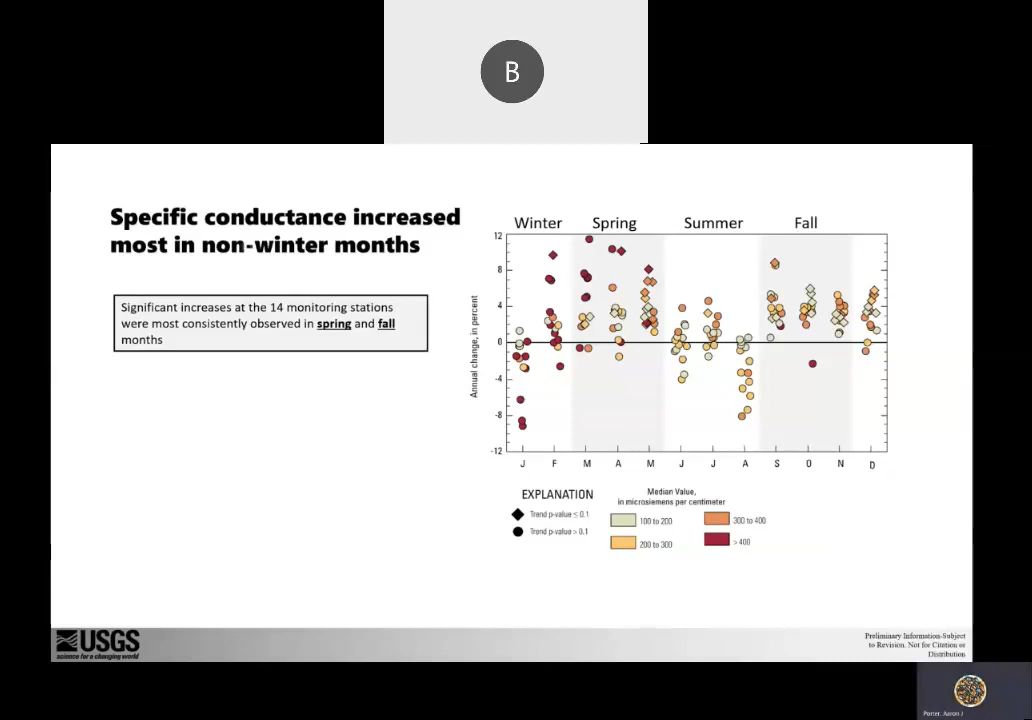 B
Specific conductance increased
most in non-winter months
Significant increases at the 14 monitoring stations
were most consistently observed in spring and fall
months
Winter Spring Summer Fall
12
8
4
0
-4
-8
-12
Annual change, in percent
J F M A M J J A S O N D
EXPLANATION
Trend p-value ≤ 0.1
Trend p-value > 0.1
Median Value,
in microsiemens per centimeter
100 to 200
300 to 400
200 to 300
> 400
USGS
science for a changing world
Preliminary Information-Subject
to Revision. Not for Citation or
Distribution
Porter, Aaron J